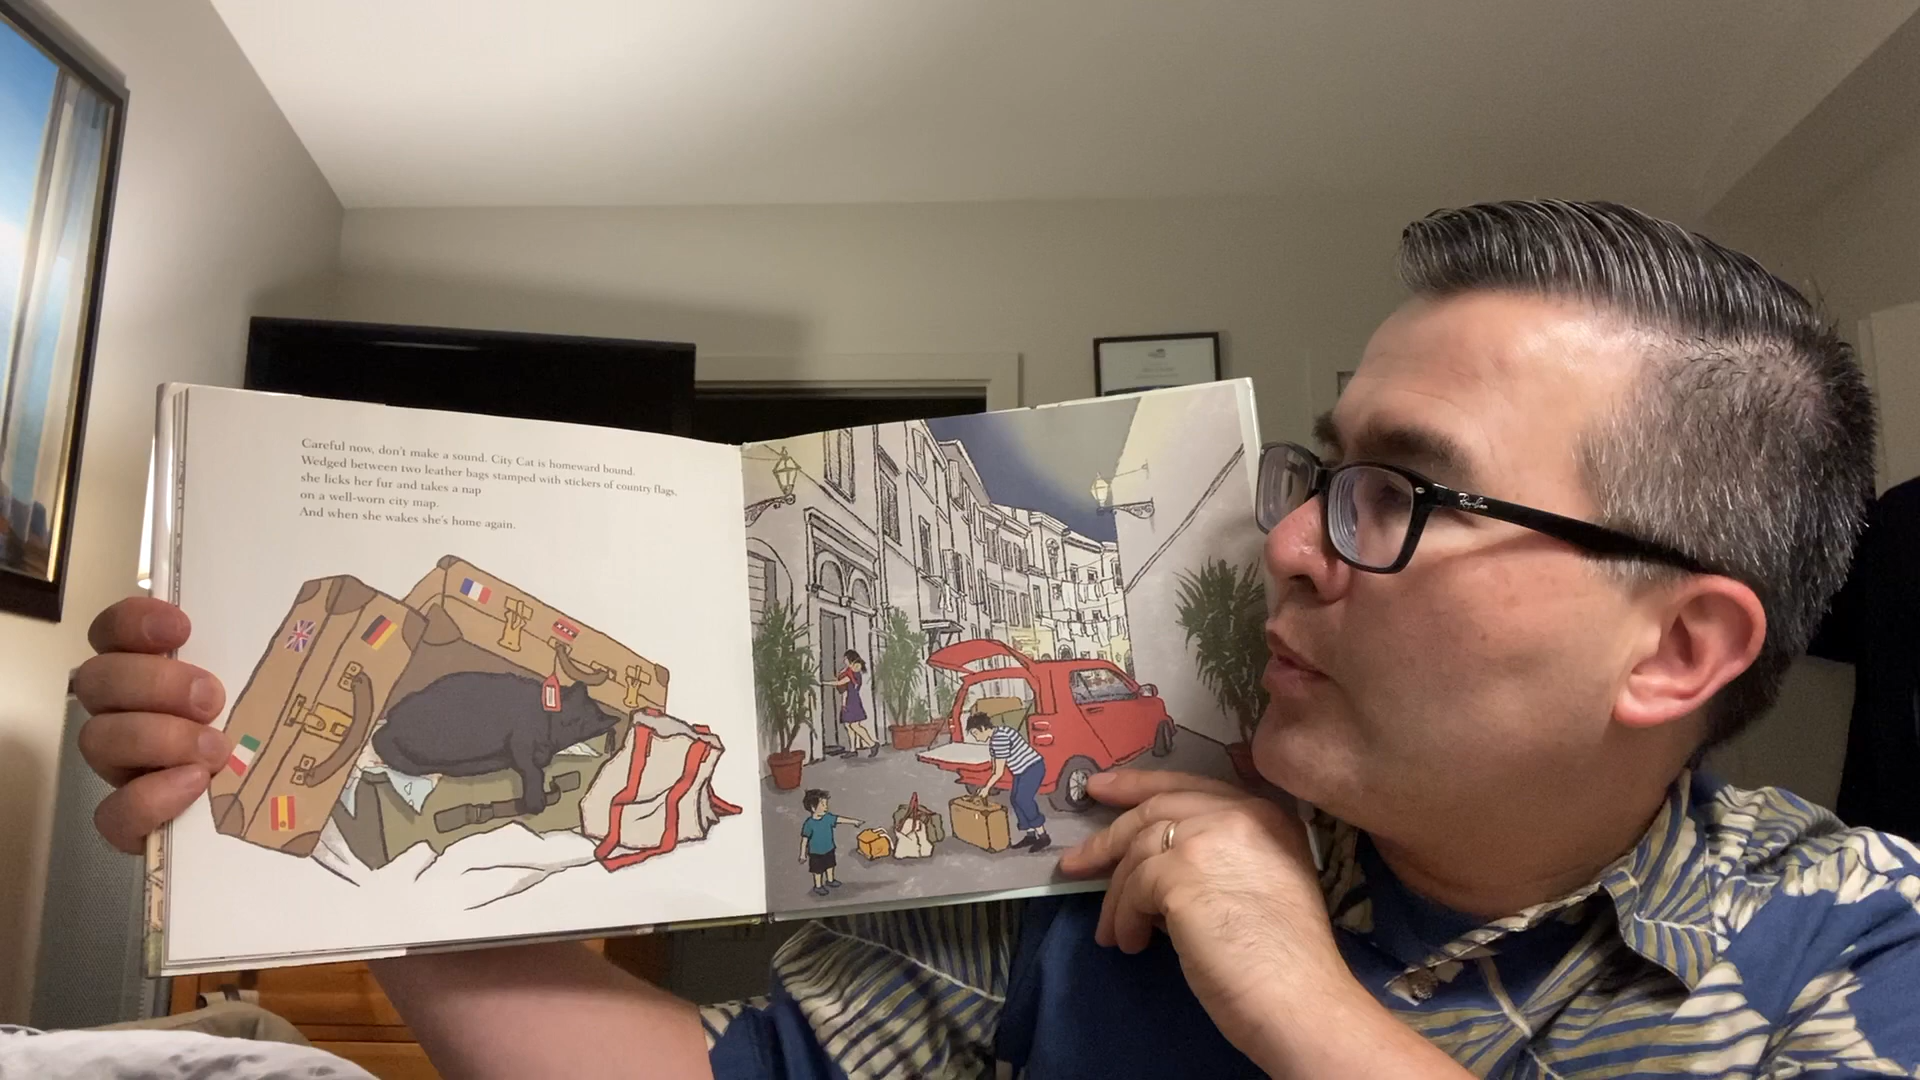 Careful now, don't make a sound. City Cat is homeward bound.
Wedged between two leather bags stamped with stickers of country flags,
she licks her fur and takes a nap
on a well-worn city map.
And when she wakes she's home again.
Ray-Ban